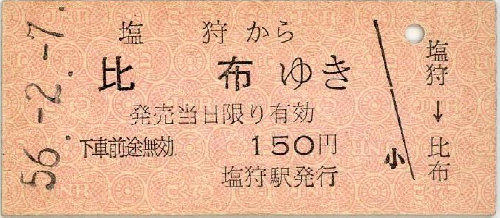 56.-2.-7.
塩狩から
比布ゆき
発売当日限り有効
下車前途無効 150円
塩狩駅発行
小
塩狩→比布